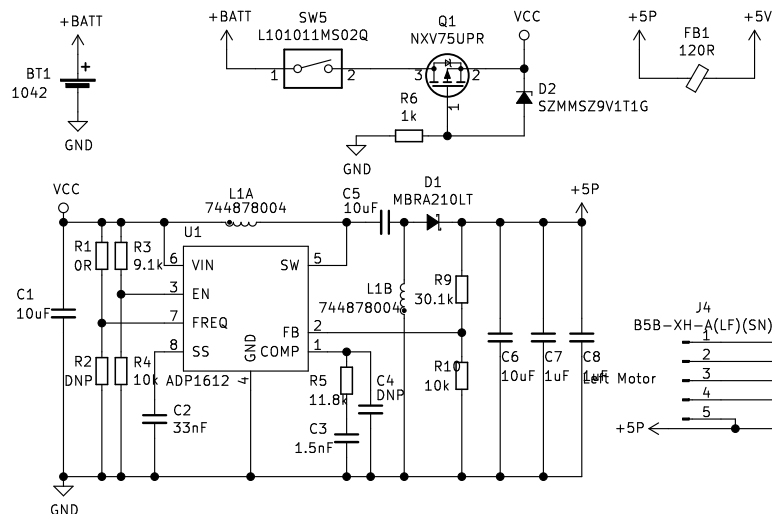 +BATT
BT1
1042
+
GND
+BATT
SW5
L101011MS02Q
1
2
Q1
NXV75UPR
3
2
1
VCC
D2
SZMMSZ9V1T1G
R6
1k
GND
+5P
FB1
120R
+5V
VCC
L1A
744878004
C5
10uF
D1
MBRA210LT
+5P
U1
R1
0R
R3
9.1k
6
VIN
SW
5
3
EN
7
FREQ
FB
2
8
SS
GND
COMP
1
4
ADP1612
C1
10uF
R2
DNP
R4
10k
C2
33nF
L1B
744878004
R9
30.1k
R10
10k
R5
11.8k
C4
DNP
C3
1.5nF
C6
10uF
C7
1uF
C8
1uF
GND
J4
B5B-XH-A(LF)(SN)
1
2
3
4
5
Left Motor
+5P